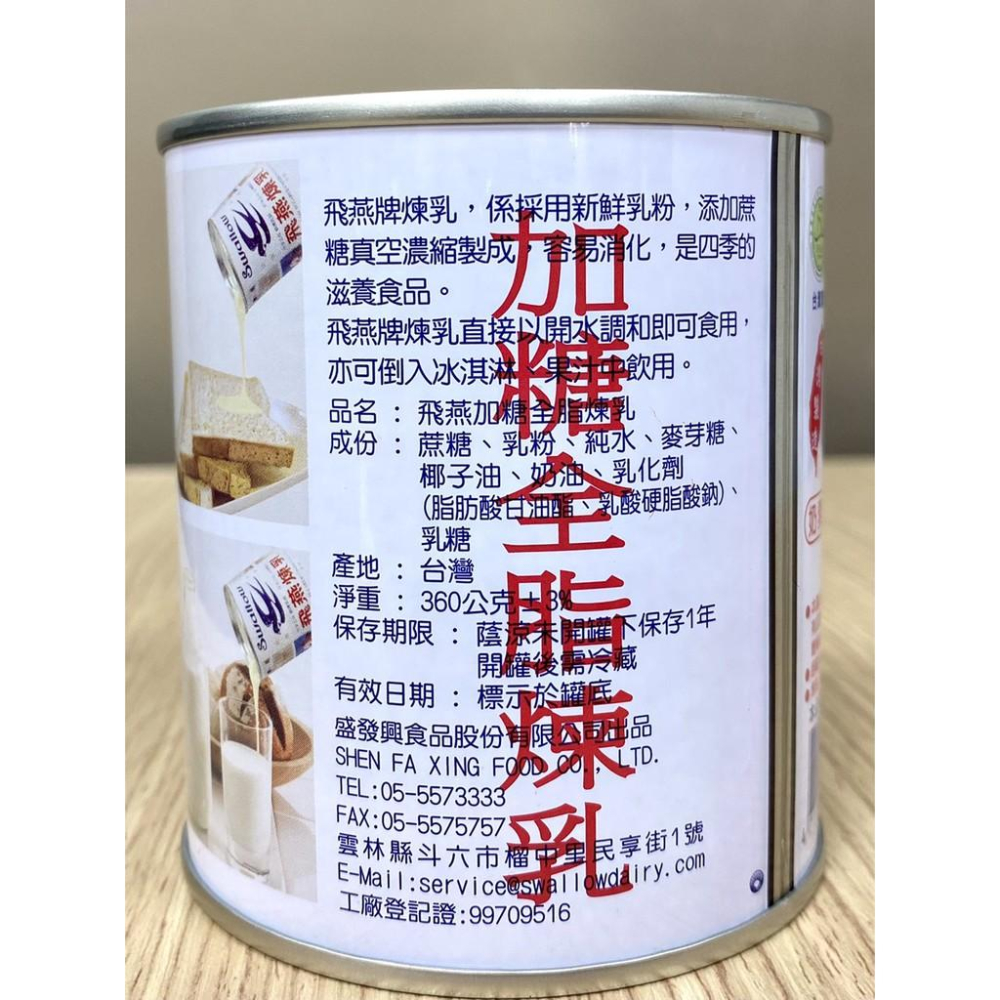 飛燕牌煉乳，係採用新鮮乳粉，添加蔗
糖真空濃縮製成，容易消化，是四季的
滋養食品。
飛燕牌煉乳直接以開水調和即可食用，
亦可倒入冰淇淋、果汁中飲用。
品名：飛燕加糖全脂煉乳
成份：蔗糖、乳粉、純水、麥芽糖、
椰子油、奶油、乳化劑
(脂肪酸甘油酯、乳酸硬脂酸鈉)、
乳糖
產地：台灣
淨重：360公克±3%
保存期限：蔭涼未開罐下保存1年
開罐後需冷藏
有效日期：標示於罐底
盛發興食品股份有限公司出品
SHEN FA XING FOOD CO., LTD.
TEL:05-5573333
FAX:05-5575757
雲林縣斗六市榴中里民享街1號
E-Mail:service@swallowdairy.com
工廠登記證:99709516
加糖全脂煉乳
飛燕煉乳
Swallow
飛燕煉乳
Swallow